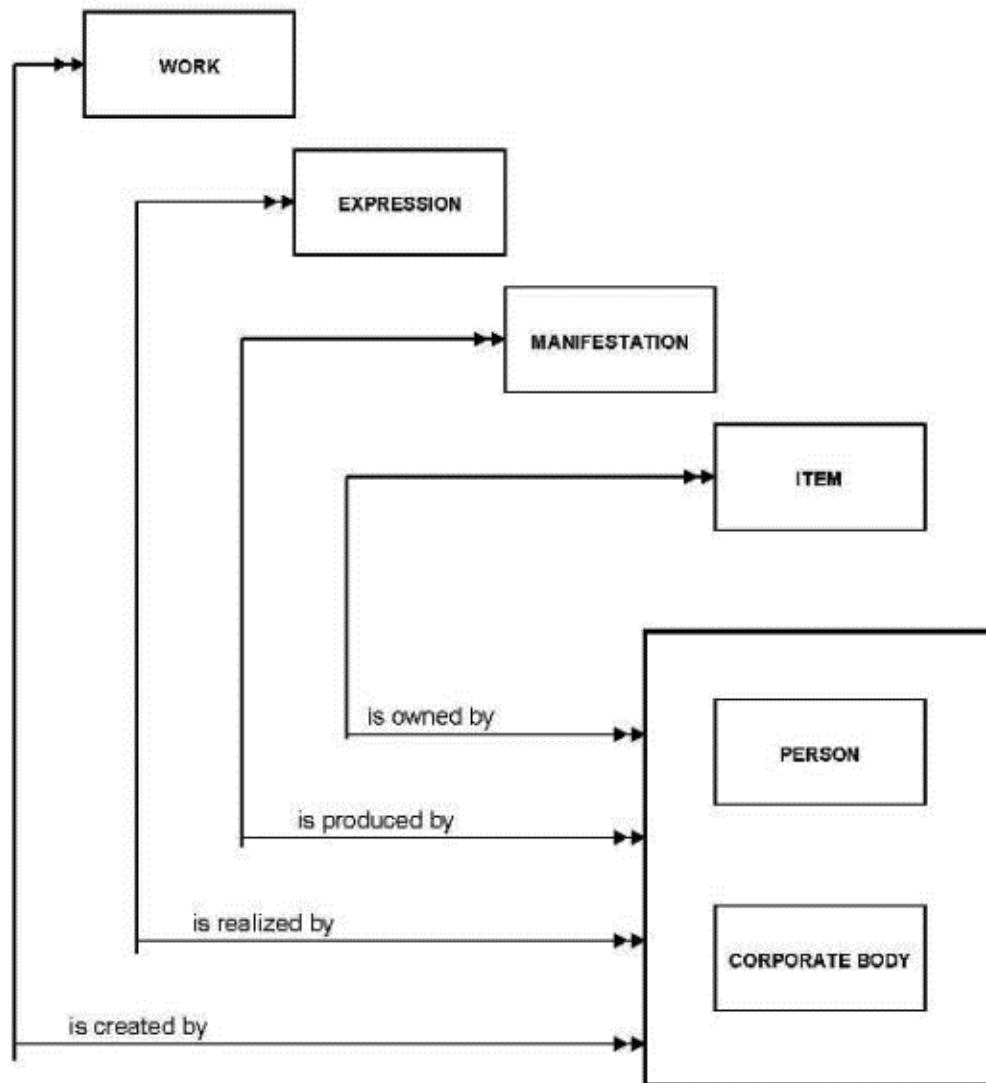 WORK
EXPRESSION
MANIFESTATION
ITEM
is owned by
PERSON
is produced by
is realized by
CORPORATE BODY
is created by